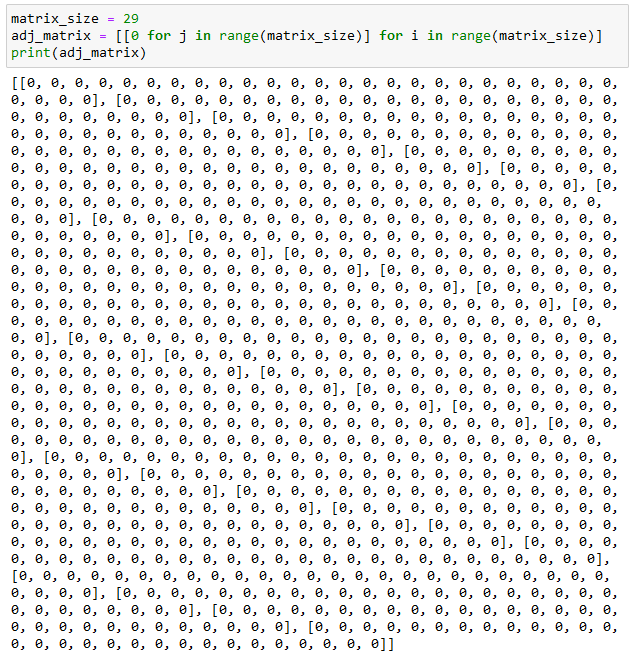 matrix_size = 29
adj_matrix = [[0 for j in range(matrix_size)] for i in range(matrix_size)]
print(adj_matrix)
[[0, 0, 0, 0, 0, 0, 0, 0, 0, 0, 0, 0, 0, 0, 0, 0, 0, 0, 0, 0, 0, 0, 0, 0, 0,
0, 0, 0, 0], [0, 0, 0, 0, 0, 0, 0, 0, 0, 0, 0, 0, 0, 0, 0, 0, 0, 0, 0, 0, 0,
0, 0, 0, 0, 0, 0, 0, 0], [0, 0, 0, 0, 0, 0, 0, 0, 0, 0, 0, 0, 0, 0, 0, 0, 0,
0, 0, 0, 0, 0, 0, 0, 0, 0, 0, 0, 0], [0, 0, 0, 0, 0, 0, 0, 0, 0, 0, 0, 0, 0,
0, 0, 0, 0, 0, 0, 0, 0, 0, 0, 0, 0, 0, 0, 0, 0], [0, 0, 0, 0, 0, 0, 0, 0, 0,
0, 0, 0, 0, 0, 0, 0, 0, 0, 0, 0, 0, 0, 0, 0, 0, 0, 0, 0, 0], [0, 0, 0, 0, 0,
0, 0, 0, 0, 0, 0, 0, 0, 0, 0, 0, 0, 0, 0, 0, 0, 0, 0, 0, 0, 0, 0, 0, 0], [0,
0, 0, 0, 0, 0, 0, 0, 0, 0, 0, 0, 0, 0, 0, 0, 0, 0, 0, 0, 0, 0, 0, 0, 0, 0,
0, 0, 0], [0, 0, 0, 0, 0, 0, 0, 0, 0, 0, 0, 0, 0, 0, 0, 0, 0, 0, 0, 0, 0, 0,
0, 0, 0, 0, 0, 0, 0], [0, 0, 0, 0, 0, 0, 0, 0, 0, 0, 0, 0, 0, 0, 0, 0, 0, 0,
0, 0, 0, 0, 0, 0, 0, 0, 0, 0, 0], [0, 0, 0, 0, 0, 0, 0, 0, 0, 0, 0, 0, 0, 0,
0, 0, 0, 0, 0, 0, 0, 0, 0, 0, 0, 0, 0, 0, 0], [0, 0, 0, 0, 0, 0, 0, 0, 0, 0,
0, 0, 0, 0, 0, 0, 0, 0, 0, 0, 0, 0, 0, 0, 0, 0, 0, 0, 0], [0, 0, 0, 0, 0, 0,
0, 0, 0, 0, 0, 0, 0, 0, 0, 0, 0, 0, 0, 0, 0, 0, 0, 0, 0, 0, 0, 0, 0], [0, 0,
0, 0, 0, 0, 0, 0, 0, 0, 0, 0, 0, 0, 0, 0, 0, 0, 0, 0, 0, 0, 0, 0, 0, 0, 0,
0, 0], [0, 0, 0, 0, 0, 0, 0, 0, 0, 0, 0, 0, 0, 0, 0, 0, 0, 0, 0, 0, 0, 0, 0,
0, 0, 0, 0, 0, 0], [0, 0, 0, 0, 0, 0, 0, 0, 0, 0, 0, 0, 0, 0, 0, 0, 0, 0, 0,
0, 0, 0, 0, 0, 0, 0, 0, 0, 0], [0, 0, 0, 0, 0, 0, 0, 0, 0, 0, 0, 0, 0, 0, 0,
0, 0, 0, 0, 0, 0, 0, 0, 0, 0, 0, 0, 0, 0], [0, 0, 0, 0, 0, 0, 0, 0, 0, 0, 0,
0, 0, 0, 0, 0, 0, 0, 0, 0, 0, 0, 0, 0, 0, 0, 0, 0, 0], [0, 0, 0, 0, 0, 0, 0,
0, 0, 0, 0, 0, 0, 0, 0, 0, 0, 0, 0, 0, 0, 0, 0, 0, 0, 0, 0, 0, 0], [0, 0, 0,
0, 0, 0, 0, 0, 0, 0, 0, 0, 0, 0, 0, 0, 0, 0, 0, 0, 0, 0, 0, 0, 0, 0, 0, 0,
0], [0, 0, 0, 0, 0, 0, 0, 0, 0, 0, 0, 0, 0, 0, 0, 0, 0, 0, 0, 0, 0, 0, 0, 0,
0, 0, 0, 0, 0], [0, 0, 0, 0, 0, 0, 0, 0, 0, 0, 0, 0, 0, 0, 0, 0, 0, 0, 0, 0,
0, 0, 0, 0, 0, 0, 0, 0, 0], [0, 0, 0, 0, 0, 0, 0, 0, 0, 0, 0, 0, 0, 0, 0, 0,
0, 0, 0, 0, 0, 0, 0, 0, 0, 0, 0, 0, 0], [0, 0, 0, 0, 0, 0, 0, 0, 0, 0, 0, 0,
0, 0, 0, 0, 0, 0, 0, 0, 0, 0, 0, 0, 0, 0, 0, 0, 0], [0, 0, 0, 0, 0, 0, 0, 0,
0, 0, 0, 0, 0, 0, 0, 0, 0, 0, 0, 0, 0, 0, 0, 0, 0, 0, 0, 0, 0], [0, 0, 0, 0,
0, 0, 0, 0, 0, 0, 0, 0, 0, 0, 0, 0, 0, 0, 0, 0, 0, 0, 0, 0, 0],
[0, 0, 0, 0, 0, 0, 0, 0, 0, 0, 0, 0, 0, 0, 0, 0, 0, 0, 0, 0, 0, 0, 0, 0, 0,
0, 0, 0, 0], [0, 0, 0, 0, 0, 0, 0, 0, 0, 0, 0, 0, 0, 0, 0, 0, 0, 0, 0, 0, 0,
0, 0, 0, 0, 0, 0, 0, 0], [0, 0, 0, 0, 0, 0, 0, 0, 0, 0, 0, 0, 0, 0, 0, 0, 0,
0, 0, 0, 0, 0, 0, 0, 0, 0, 0, 0, 0], [0, 0, 0, 0, 0, 0, 0, 0, 0, 0, 0, 0, 0,
0, 0, 0, 0, 0, 0, 0, 0, 0, 0, 0, 0, 0, 0, 0, 0]]